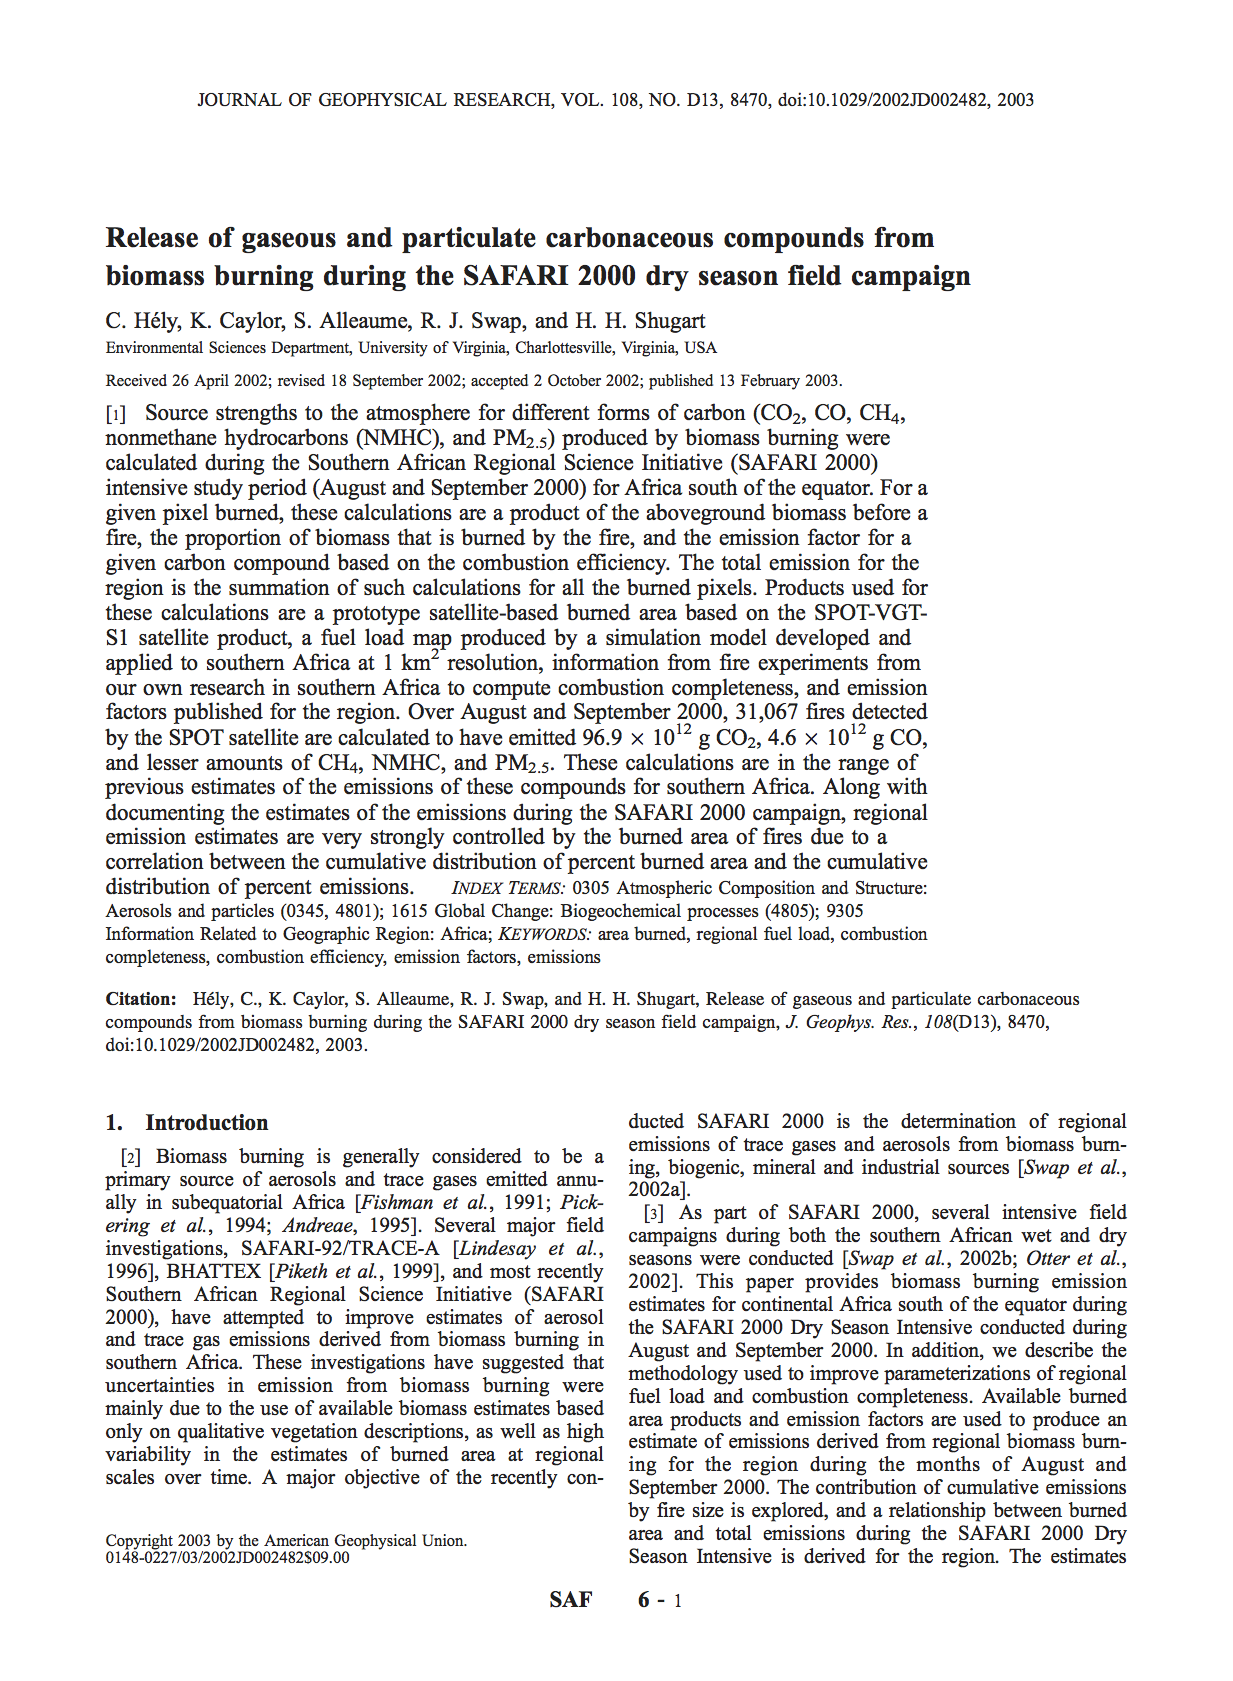 JOURNAL OF GEOPHYSICAL RESEARCH, VOL. 108, NO. D13, 8470, doi:10.1029/2002JD002482, 2003
Release of gaseous and particulate carbonaceous compounds from
biomass burning during the SAFARI 2000 dry season field campaign
C. Hély, K. Caylor, S. Alleaume, R. J. Swap, and H. H. Shugart
Environmental Sciences Department, University of Virginia, Charlottesville, Virginia, USA
Received 26 April 2002; revised 18 September 2002; accepted 2 October 2002; published 13 February 2003.
[1] Source strengths to the atmosphere for different forms of carbon (CO₂, CO, CH₄,
nonmethane hydrocarbons (NMHC), and PM₂.₅) produced by biomass burning were
calculated during the Southern African Regional Science Initiative (SAFARI 2000)
intensive study period (August and September 2000) for Africa south of the equator. For a
given pixel burned, these calculations are a product of the aboveground biomass before a
fire, the proportion of biomass that is burned by the fire, and the emission factor for a
given carbon compound based on the combustion efficiency. The total emission for the
region is the summation of such calculations for all the burned pixels. Products used for
these calculations are a prototype satellite-based burned area based on the SPOT-VGT-
S1 satellite product, a fuel load map produced by a simulation model developed and
applied to southern Africa at 1 km² resolution, information from fire experiments from
our own research in southern Africa to compute combustion completeness, and emission
factors published for the region. Over August and September 2000, 31,067 fires detected
by the SPOT satellite are calculated to have emitted 96.9 × 10¹² g CO₂, 4.6 × 10¹² g CO,
and lesser amounts of CH₄, NMHC, and PM₂.₅. These calculations are in the range of
previous estimates of the emissions of these compounds for southern Africa. Along with
documenting the estimates of the emissions during the SAFARI 2000 campaign, regional
emission estimates are very strongly controlled by the burned area of fires due to a
correlation between the cumulative distribution of percent burned area and the cumulative
distribution of percent emissions. INDEX TERMS: 0305 Atmospheric Composition and Structure:
Aerosols and particles (0345, 4801); 1615 Global Change: Biogeochemical processes (4805); 9305
Information Related to Geographic Region: Africa; KEYWORDS: area burned, regional fuel load, combustion
completeness, combustion efficiency, emission factors, emissions
Citation: Hély, C., K. Caylor, S. Alleaume, R. J. Swap, and H. H. Shugart, Release of gaseous and particulate carbonaceous
compounds from biomass burning during the SAFARI 2000 dry season field campaign, J. Geophys. Res., 108(D13), 8470,
doi:10.1029/2002JD002482, 2003.
1. Introduction
[2] Biomass burning is generally considered to be a
primary source of aerosols and trace gases emitted annu-
ally in subequatorial Africa [Fishman et al., 1991; Pick-
ering et al., 1994; Andreae, 1995]. Several major field
investigations, SAFARI-92/TRACE-A [Lindesay et al.,
1996], BHATTEX [Piketh et al., 1999], and most recently
Southern African Regional Science Initiative (SAFARI
2000), have attempted to improve estimates of aerosol
and trace gas emissions derived from biomass burning in
southern Africa. These investigations have suggested that
uncertainties in emission from biomass burning were
mainly due to the use of available biomass estimates based
only on qualitative vegetation descriptions, as well as high
variability in the estimates of burned area at regional
scales over time. A major objective of the recently con-
Copyright 2003 by the American Geophysical Union.
0148-0227/03/2002JD002482$09.00
ducted SAFARI 2000 is the determination of regional
emissions of trace gases and aerosols from biomass burn-
ing, biogenic, mineral and industrial sources [Swap et al.,
2002a].
[3] As part of SAFARI 2000, several intensive field
campaigns during both the southern African wet and dry
seasons were conducted [Swap et al., 2002b; Otter et al.,
2002]. This paper provides biomass burning emission
estimates for continental Africa south of the equator during
the SAFARI 2000 Dry Season Intensive conducted during
August and September 2000. In addition, we describe the
methodology used to improve parameterizations of regional
fuel load and combustion completeness. Available burned
area products and emission factors are used to produce an
estimate of emissions derived from regional biomass burn-
ing for the region during the months of August and
September 2000. The contribution of cumulative emissions
by fire size is explored, and a relationship between burned
area and total emissions during the SAFARI 2000 Dry
Season Intensive is derived for the region. The estimates
SAF 6 - 1